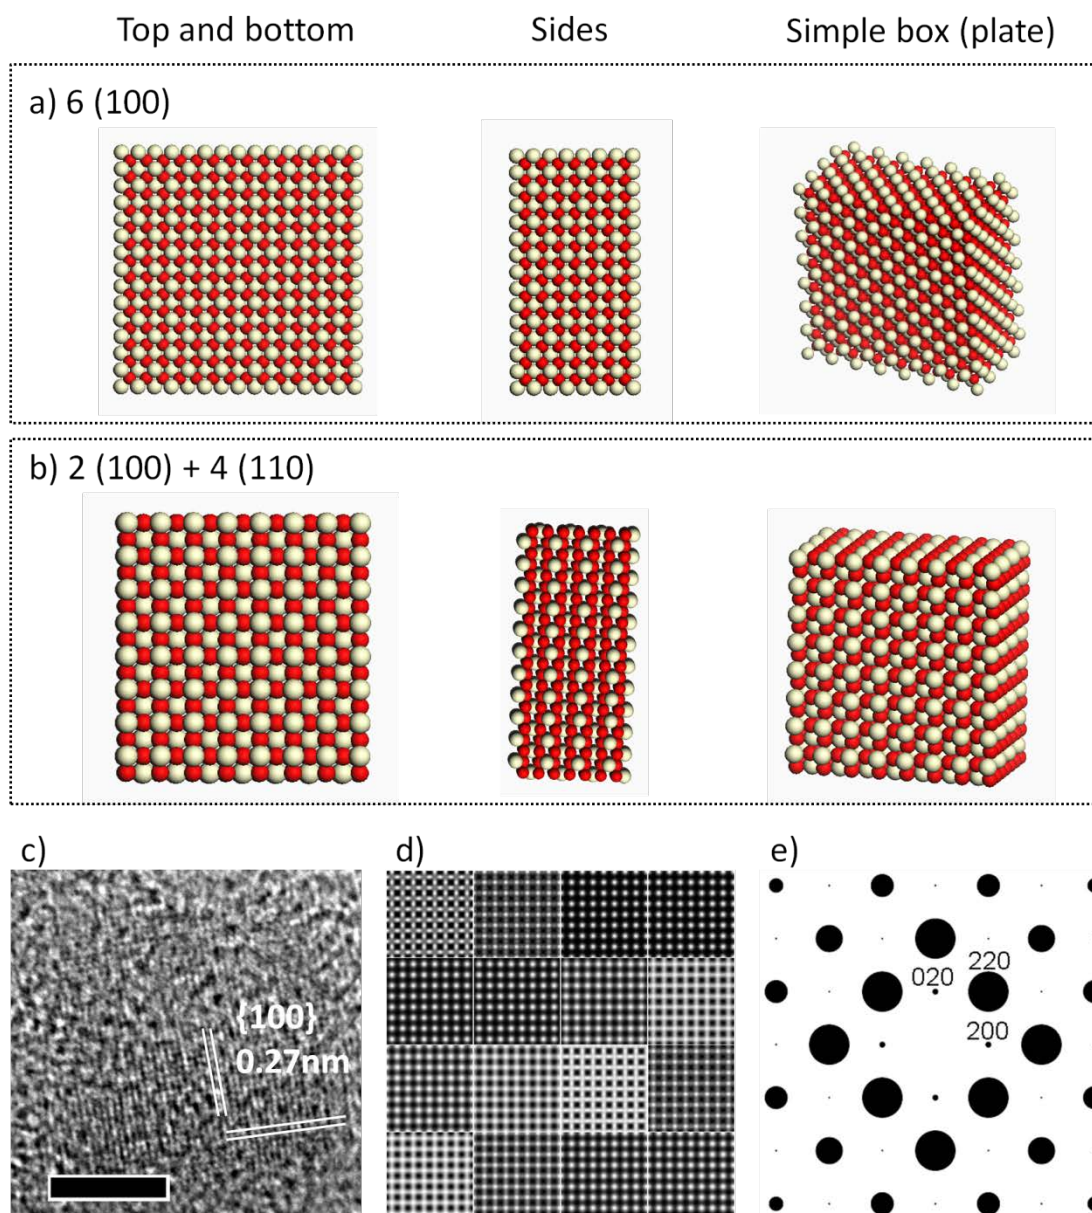 Top and bottom
Sides
Simple box (plate)
a) 6 (100)
b) 2 (100) + 4 (110)
c)
d)
e)
{100}
0.27nm
020
220
200